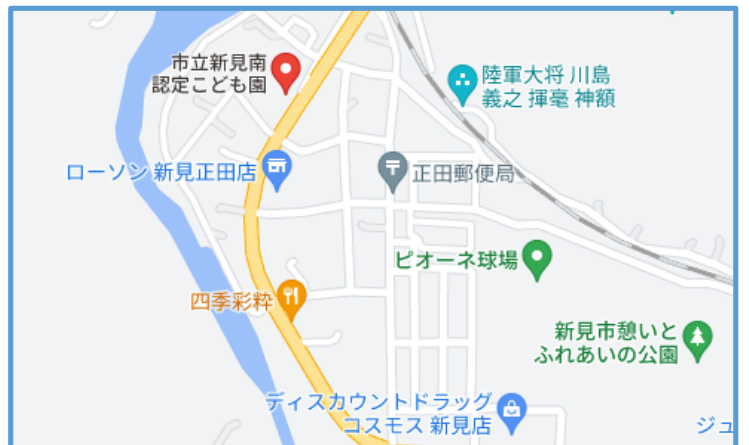 市立新見南
認定こども園
陸軍大将 川島
義之 揮毫 神額
ローソン 新見正田店
正田郵便局
ピオーネ球場
四季彩粋
新見市憩いと
ふれあいの公園
ディスカウントドラッグ
コスモス 新見店
ジュ